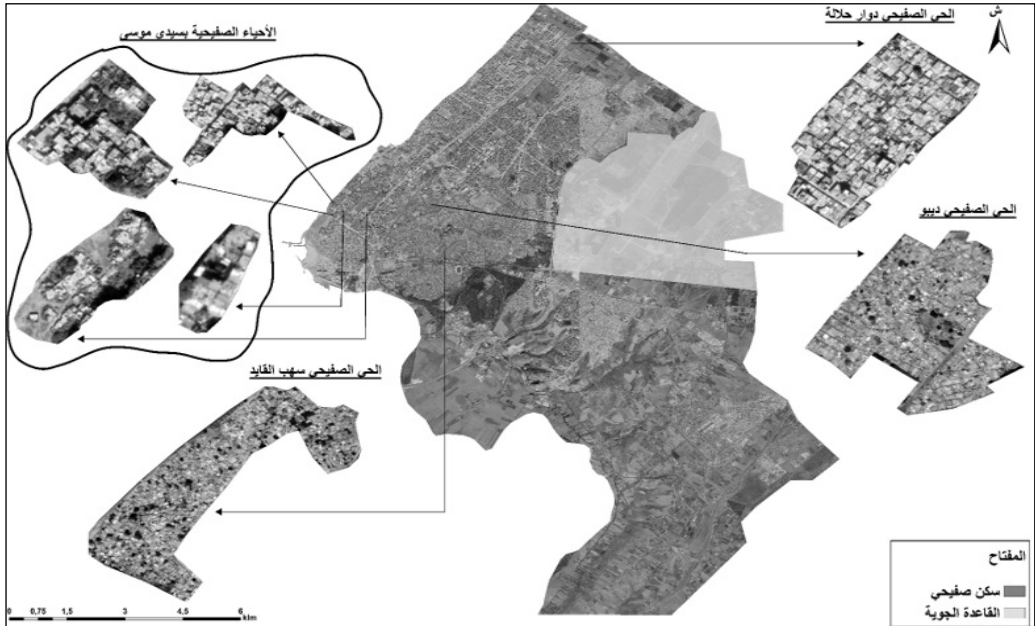 الأحياء الصفيحية بسيدي موسى
الحي الصفيحي دوار حلالة
ش
الحي الصفيحي ديبو
الحي الصفيحي سهب القايد
المفتاح
سكن صفيحي
القاعدة الجوية
0 0,75 1,5 3 4,5 6
klm